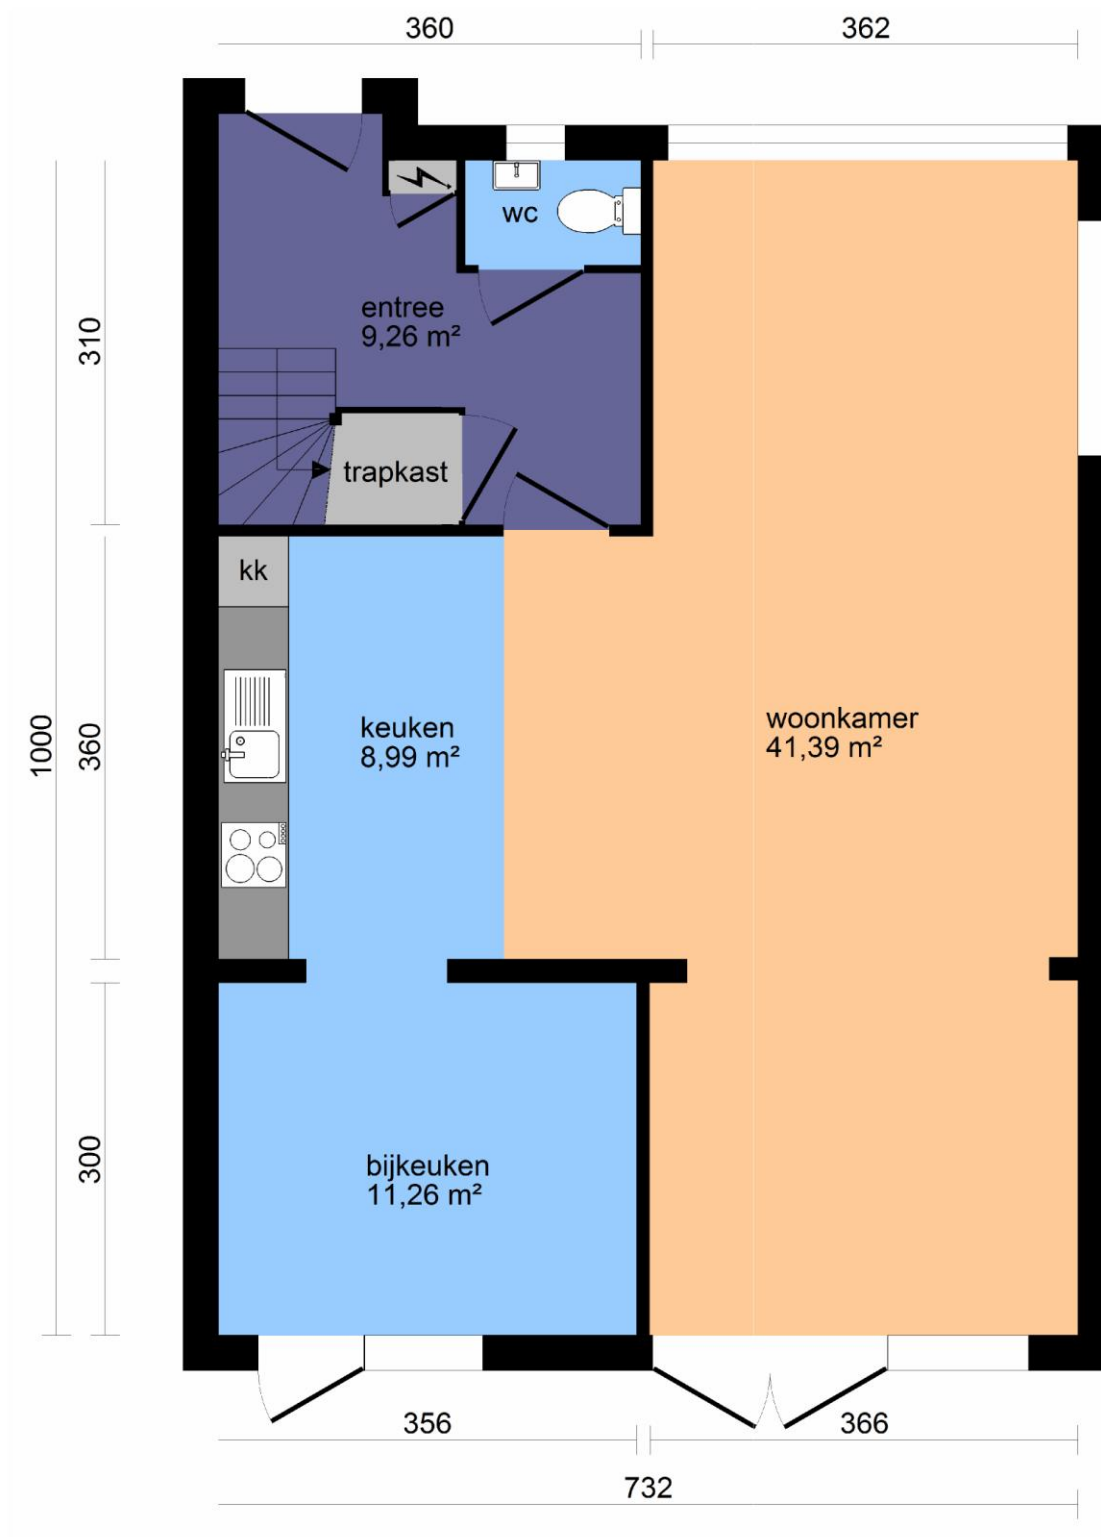 360
362
wc
entree
9,26 m²
310
trapkast
kk
keuken
8,99 m²
woonkamer
41,39 m²
1000
360
bijkeuken
11,26 m²
300
356
366
732